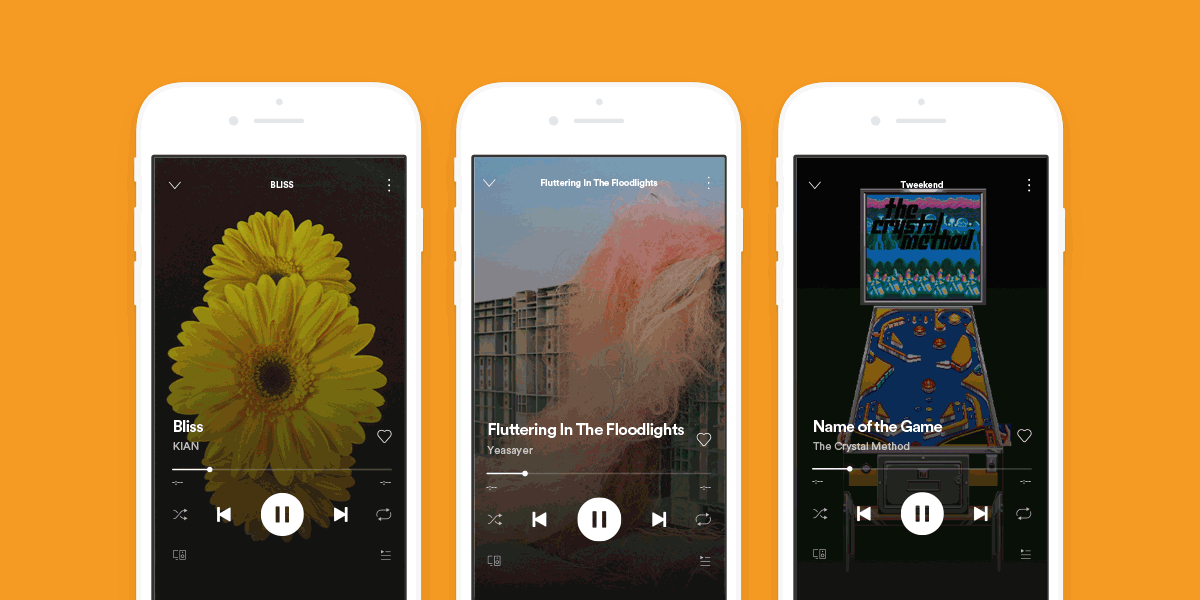 BLISS
Bliss
KIAN
Fluttering In The Floodlights
Fluttering In The Floodlights
Yeasayer
Tweekend
the
crystal
method
Name of the Game
The Crystal Method